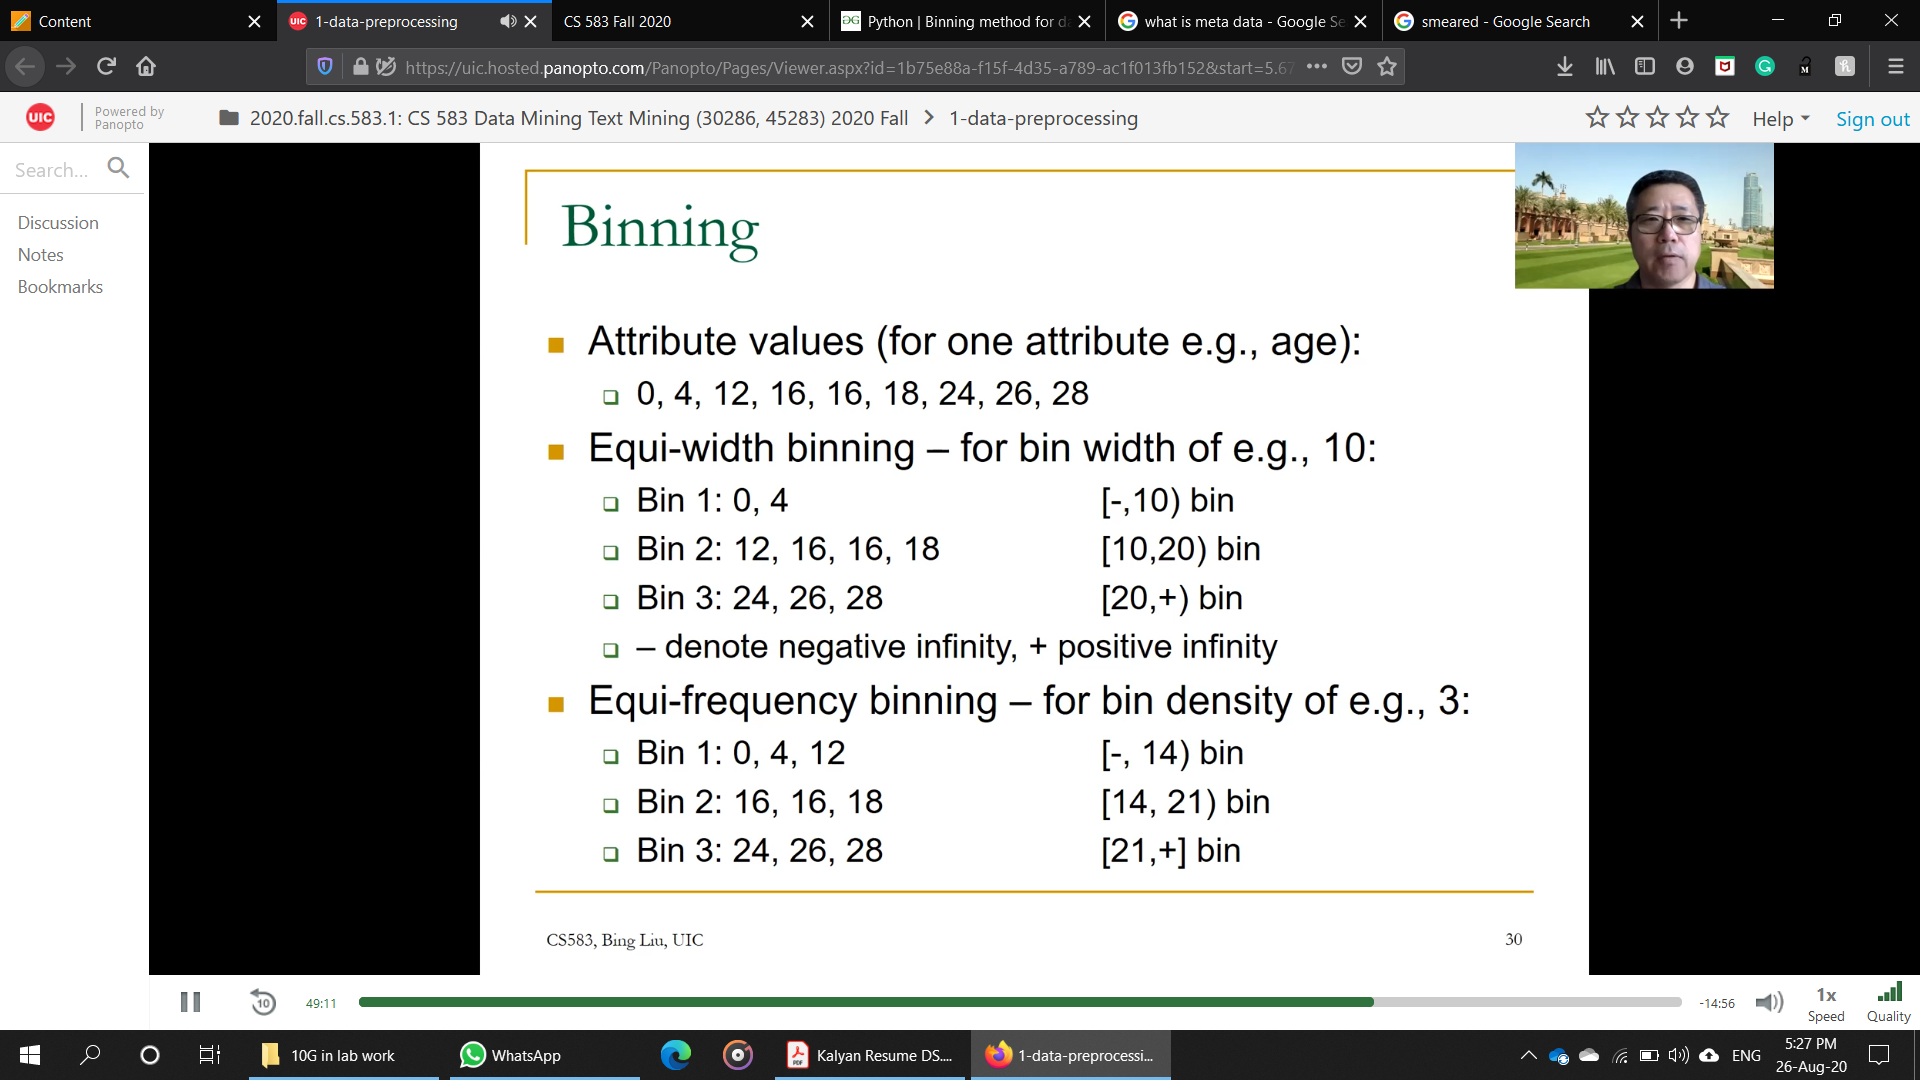 Content
UIC 1-data-preprocessing
CS 583 Fall 2020
Python | Binning method for d
what is meta data - Google Se
smeared - Google Search
https://uic.hosted.panopto.com/Panopto/Pages/Viewer.aspx?id=1b75e88a-f15f-4d35-a789-ac1f013fb152&start=5.67
UIC
Powered by
Panopto
2020.fall.cs.583.1: CS 583 Data Mining Text Mining (30286, 45283) 2020 Fall > 1-data-preprocessing
Help
Sign out
Search...
Discussion
Notes
Bookmarks
Binning
Attribute values (for one attribute e.g., age):
0, 4, 12, 16, 16, 18, 24, 26, 28
Equi-width binning – for bin width of e.g., 10:
Bin 1: 0, 4 [-,10) bin
Bin 2: 12, 16, 16, 18 [10,20) bin
Bin 3: 24, 26, 28 [20,+) bin
– denote negative infinity, + positive infinity
Equi-frequency binning – for bin density of e.g., 3:
Bin 1: 0, 4, 12 [-, 14) bin
Bin 2: 16, 16, 18 [14, 21) bin
Bin 3: 24, 26, 28 [21,+] bin
CS583, Bing Liu, UIC 30
10
49:11
-14:56
1x
Speed
Quality
10G in lab work
WhatsApp
Kalyan Resume DS....
1-data-preprocessi...
ENG
5:27 PM
26-Aug-20